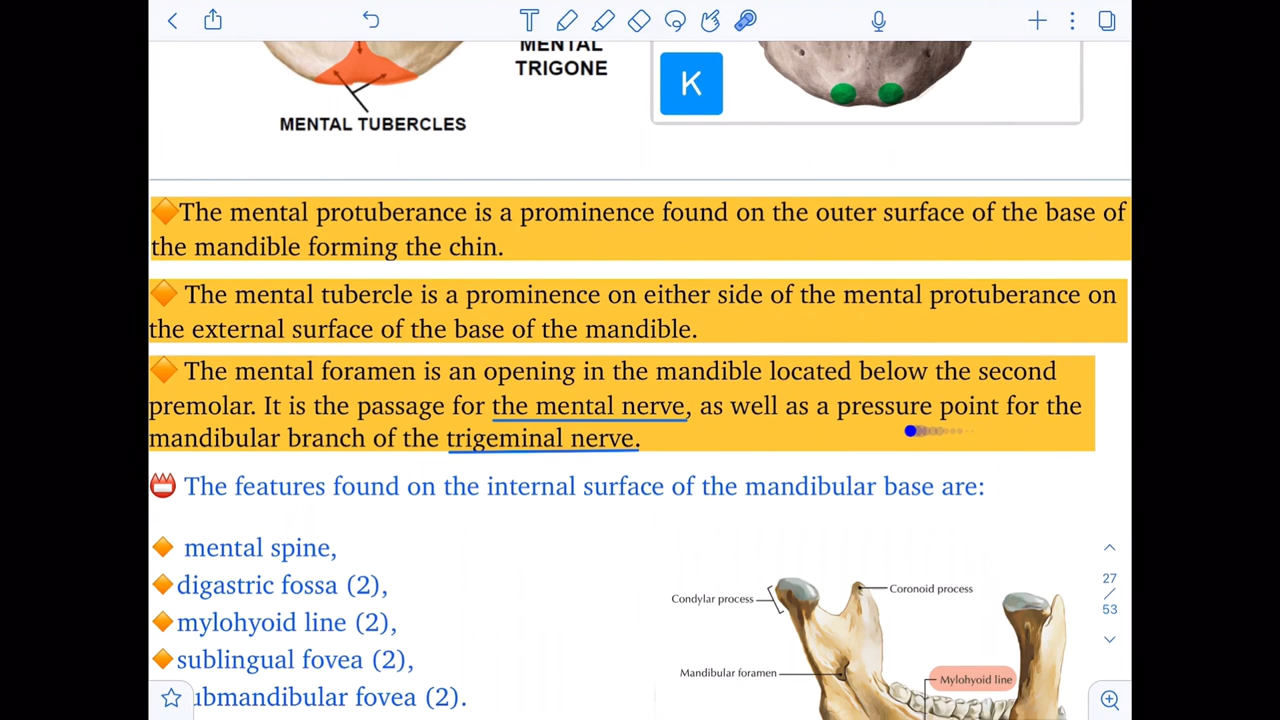 MENTAL
TRIGONE
K
MENTAL TUBERCLES
The mental protuberance is a prominence found on the outer surface of the base of
the mandible forming the chin.
The mental tubercle is a prominence on either side of the mental protuberance on
the external surface of the base of the mandible.
The mental foramen is an opening in the mandible located below the second
premolar. It is the passage for the mental nerve, as well as a pressure point for the
mandibular branch of the trigeminal nerve.
The features found on the internal surface of the mandibular base are:
mental spine,
digastric fossa (2),
mylohyoid line (2),
sublingual fovea (2),
ubmandibular fovea (2).
Condylar process
Coronoid process
Mandibular foramen
Mylohyoid line
27
/
53